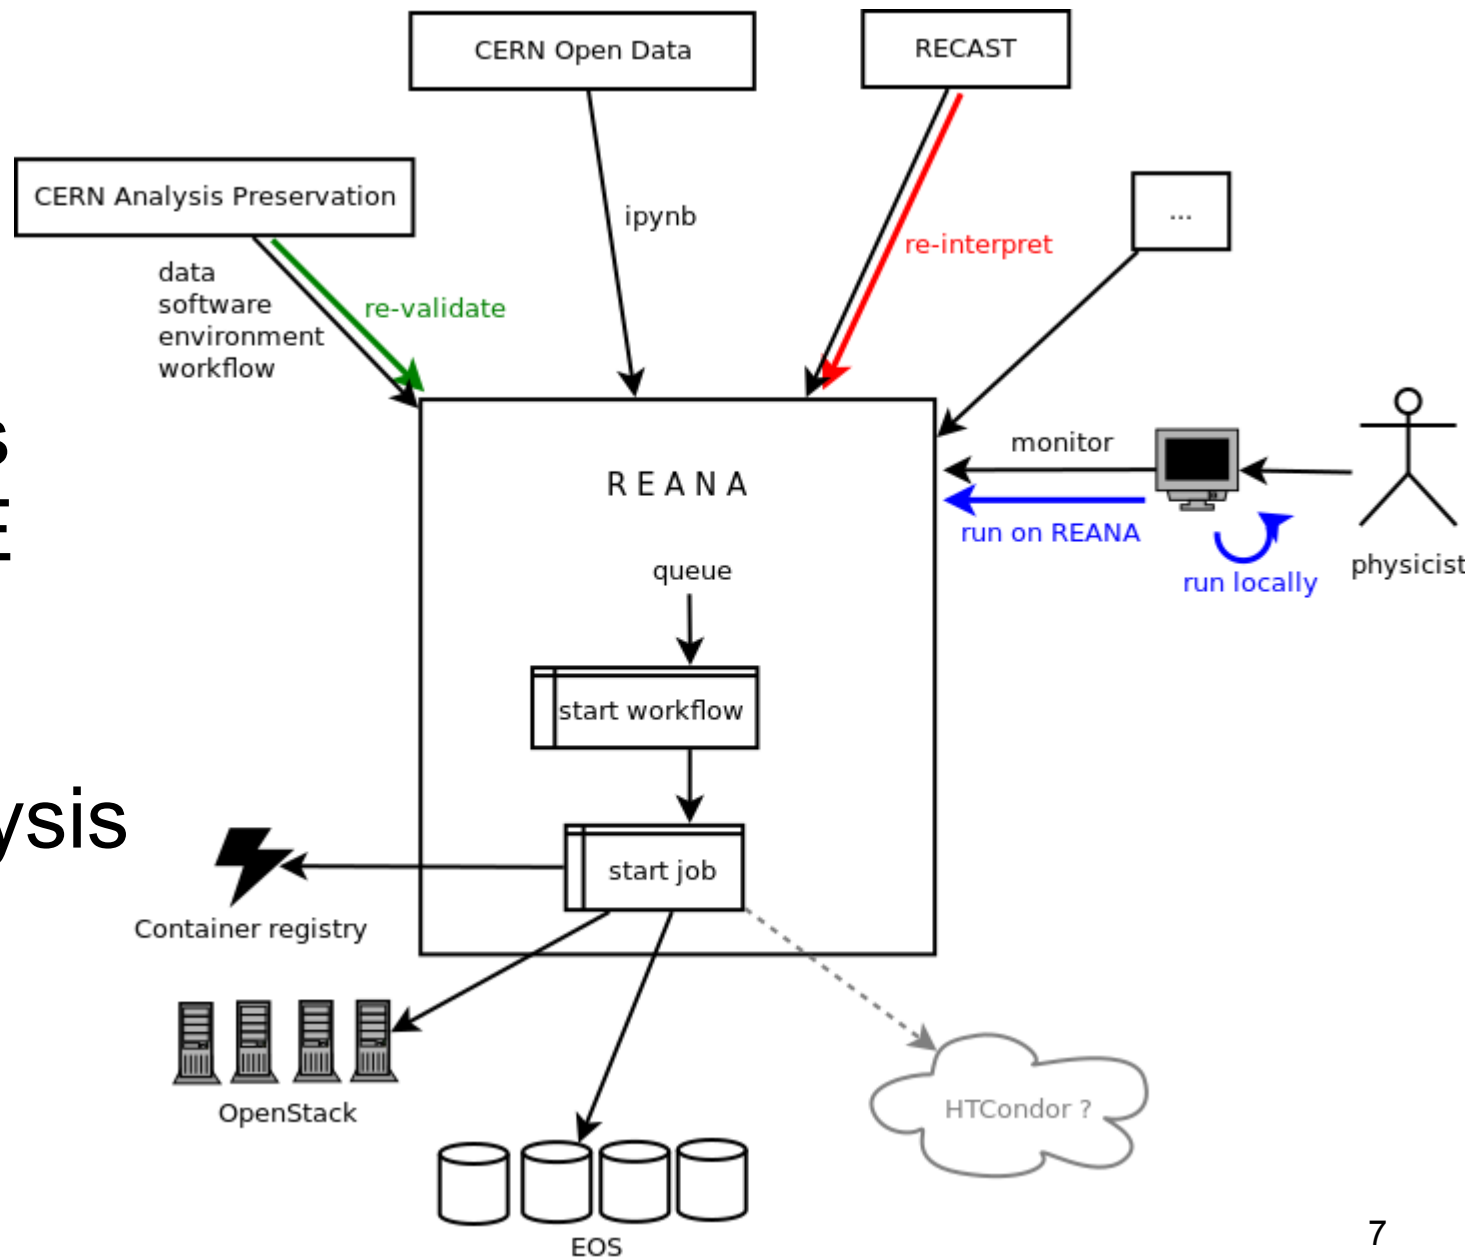 CERN Open Data
RECAST
CERN Analysis Preservation
...
ipynb
re-interpret
data
software
environment
workflow
re-validate
monitor
REANA
run on REANA
run locally
physicist
queue
start workflow
ysis
start job
Container registry
OpenStack
HTCondor ?
EOS
7